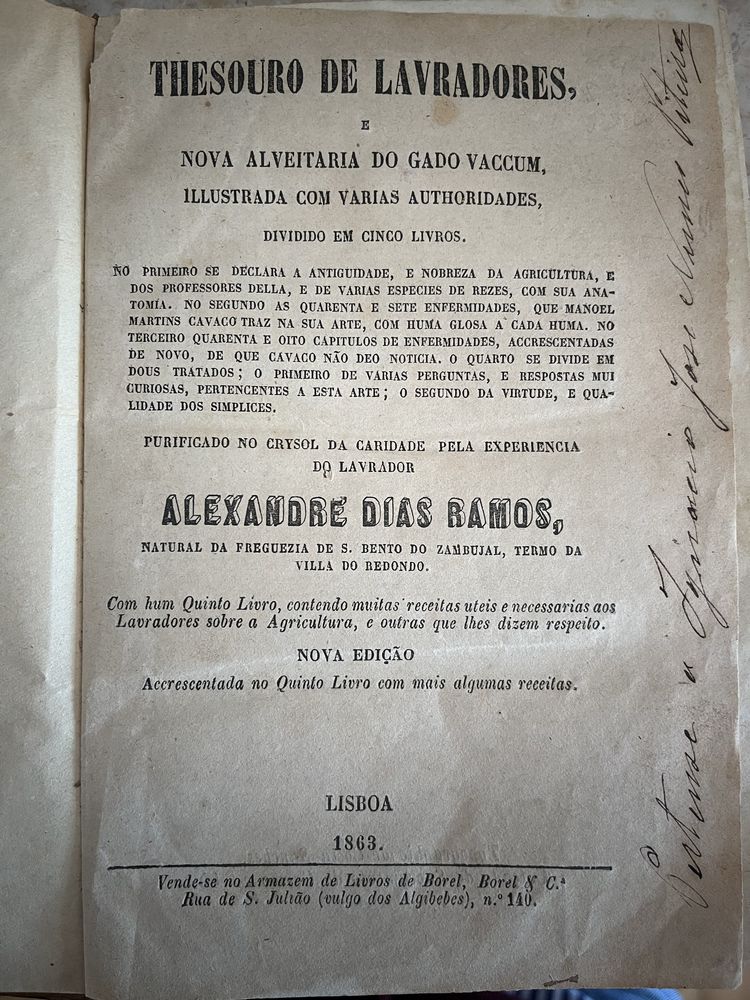 THESOURO DE LAVRADORES,
E
NOVA ALVEITARIA DO GADO VACCUM,
ILLUSTRADA COM VARIAS AUTHORIDADES,
DIVIDIDO EM CINCO LIVROS.
NO PRIMEIRO SE DECLARA A ANTIGUIDADE, E NOBREZA DA AGRICULTURA, E
DOS PROFESSORES DELLA, E DE VARIAS ESPECIES DE REZES, COM SUA ANA-
TOMIA. NO SEGUNDO AS QUARENTA E SETE ENFERMIDADES, QUE MANOEL
MARTINS CAVACO TRAZ NA SUA ARTE, COM HUMA GLOSA A CADA HUMA. NO
TERCEIRO QUARENTA E OITO CAPITULOS DE ENFERMIDADES, ACCRESCENTADAS
DE NOVO, DE QUE CAVACO NÃO DEO NOTICIA. O QUARTO SE DIVIDE EM
DOUS TRATADOS; O PRIMEIRO DE VARIAS PERGUNTAS, E RESPOSTAS MUI
CURIOSAS, PERTENCENTES A ESTA ARTE; O SEGUNDO DA VIRTUDE, E QUA-
LIDADE DOS SIMPLICES.
PURIFICADO NO CRYSOL DA CARIDADE PELA EXPERIENCIA
DO LAVRADOR
ALEXANDRE DIAS RAMOS,
NATURAL DA FREGUEZIA DE S. BENTO DO ZAMBUJAL, TERMO DA
VILLA DO REDONDO.
Com hum Quinto Livro, contendo muitas receitas uteis e necessarias aos
Lavradores sobre a Agricultura, e outras que lhes dizem respeito.
NOVA EDIÇÃO
Accrescentada no Quinto Livro com mais algumas receitas.
LISBOA
1863.
Vende-se no Armazem de Livros de Borel, Borel & C.ª
Rua de S. Julião (vulgo dos Algibebes), n.º 140.
Pertense a Ignacio José Nunes